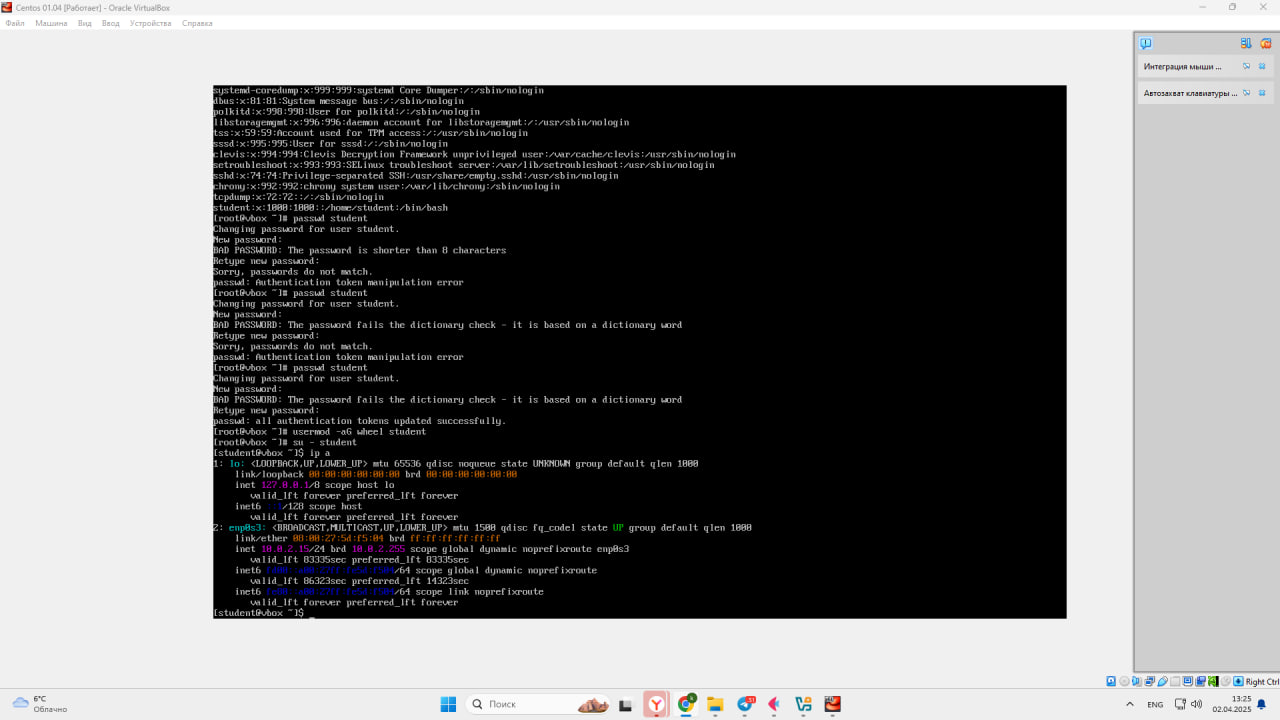 Centos 01.04 [Работает] - Oracle VirtualBox
Файл Машина Вид Ввод Устройства Справка
Интеграция мыши ...
Автозахват клавиатуры ...
systemd-coredump:x:999:999:systemd Core Dumper:/:/sbin/nologin
dbus:x:81:81:System message bus:/:/sbin/nologin
polkitd:x:998:998:User for polkitd:/:/sbin/nologin
libstoragemgmt:x:996:996:daemon account for libstoragemgmt:/:/usr/sbin/nologin
tss:x:59:59:Account used for TPM access:/:/usr/sbin/nologin
sssd:x:995:995:User for sssd:/:/sbin/nologin
clevis:x:994:994:Clevis Decryption Framework unprivileged user:/var/cache/clevis:/usr/sbin/nologin
setroubleshoot:x:993:993:SELinux troubleshoot server:/var/lib/setroubleshoot:/usr/sbin/nologin
sshd:x:74:74:Privilege-separated SSH:/usr/share/empty.sshd:/usr/sbin/nologin
chrony:x:992:992:chrony system user:/var/lib/chrony:/sbin/nologin
tcpdump:x:72:72::/:/sbin/nologin
student:x:1000:1000::/home/student:/bin/bash
[root@vbox ~]# passwd student
Changing password for user student.
New password:
BAD PASSWORD: The password is shorter than 8 characters
Retype new password:
Sorry, passwords do not match.
passwd: Authentication token manipulation error
[root@vbox ~]# passwd student
Changing password for user student.
New password:
BAD PASSWORD: The password fails the dictionary check - it is based on a dictionary word
Retype new password:
Sorry, passwords do not match.
passwd: Authentication token manipulation error
[root@vbox ~]# passwd student
Changing password for user student.
New password:
BAD PASSWORD: The password fails the dictionary check - it is based on a dictionary word
Retype new password:
passwd: all authentication tokens updated successfully.
[root@vbox ~]# usermod -aG wheel student
[root@vbox ~]# su - student
[student@vbox ~]$ ip a
1: lo: <LOOPBACK,UP,LOWER_UP> mtu 65536 qdisc noqueue state UNKNOWN group default qlen 1000
link/loopback 00:00:00:00:00:00 brd 00:00:00:00:00:00
inet 127.0.0.1/8 scope host lo
valid_lft forever preferred_lft forever
inet6 ::1/128 scope host
valid_lft forever preferred_lft forever
2: enp0s3: <BROADCAST,MULTICAST,UP,LOWER_UP> mtu 1500 qdisc fq_codel state UP group default qlen 1000
link/ether 08:00:27:5d:f5:04 brd ff:ff:ff:ff:ff:ff
inet 10.0.2.15/24 brd 10.0.2.255 scope global dynamic noprefixroute enp0s3
valid_lft 83335sec preferred_lft 83335sec
inet6 /64 scope global dynamic noprefixroute
valid_lft 86323sec preferred_lft 14323sec
inet6 fe80::a00:27ff:fe5d:f504/64 scope link noprefixroute
valid_lft forever preferred_lft forever
[student@vbox ~]$ _
Right Ctrl
6°C
Облачно
Поиск
ENG
13:25
02.04.2025